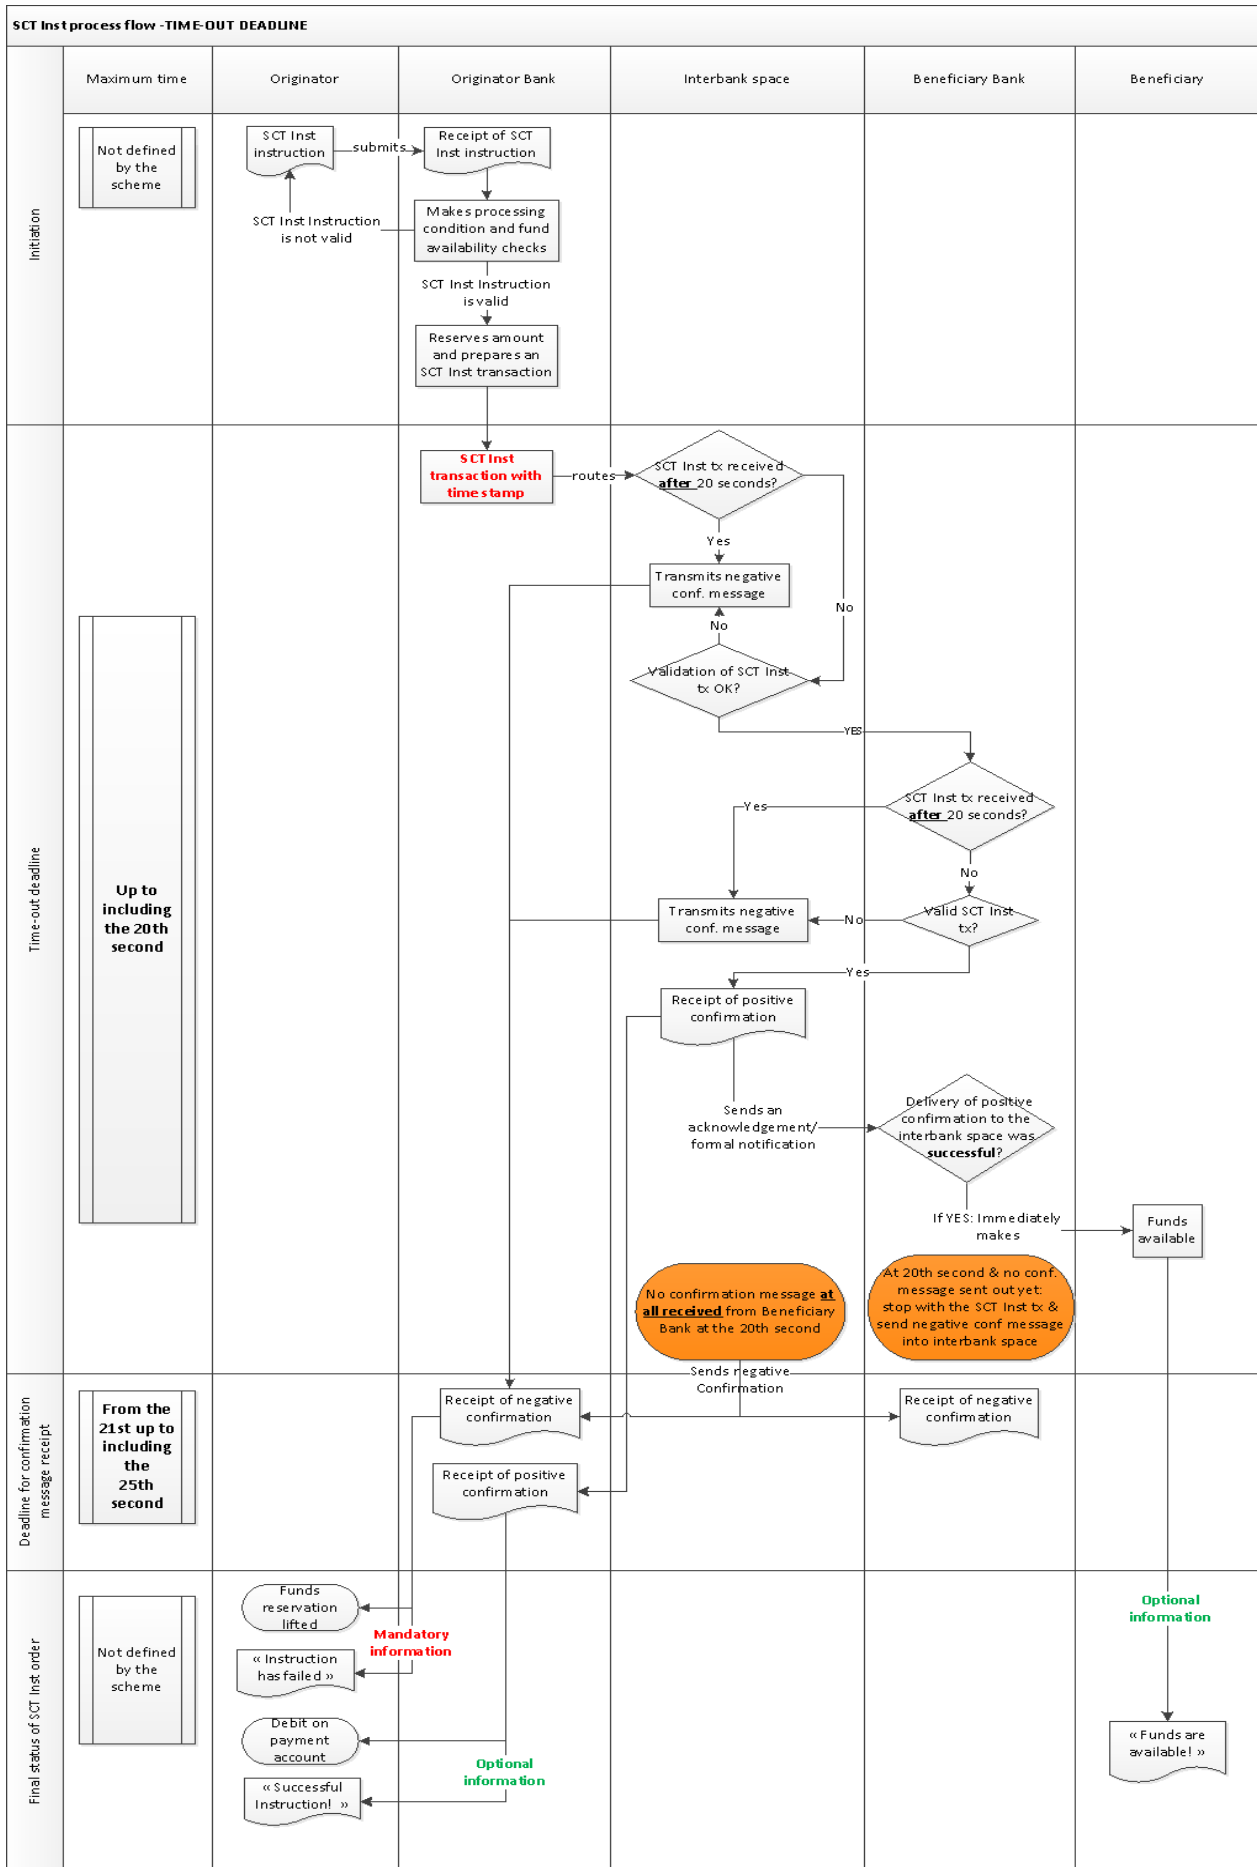 SCT Inst process flow -TIME-OUT DEADLINE
Maximum time
Originator
Originator Bank
Interbank space
Beneficiary Bank
Beneficiary
Initiation
Not defined
by the
scheme
SCT Inst
instruction
submits
Receipt of SCT
Inst instruction
SCT Inst Instruction
is not valid
Makes processing
condition and fund
availability checks
SCT Inst Instruction
is valid
Reserves amount
and prepares an
SCT Inst transaction
Time-out deadline
Up to
including
the 20th
second
SCT Inst
transaction with
timestamp
routes
SCT Inst tx received
after 20 seconds?
Yes
No
Transmits negative
conf. message
No
Validation of SCT Inst
tx OK?
YES
SCT Inst tx received
after 20 seconds?
Yes
No
Transmits negative
conf. message
No
Valid SCT Inst
tx?
Yes
Receipt of positive
confirmation
Sends an
acknowledgement/
formal notification
Delivery of positive
confirmation to the
interbank space was
successful?
If YES: Immediately
makes
Funds
available
No confirmation message at
all received from Beneficiary
Bank at the 20th second
At 20th second & no conf.
message sent out yet:
stop with the SCT Inst tx &
send negative conf message
into interbank space
Sends negative
Confirmation
Deadline for confirmation
message receipt
From the
21st up to
including
the
25th
second
Receipt of negative
confirmation
Receipt of negative
confirmation
Receipt of positive
confirmation
Final status of SCT Inst order
Not defined
by the
scheme
Funds
reservation
lifted
Mandatory
information
« Instruction
has failed »
Debit on
payment
account
Optional
information
« Successful
Instruction! »
Optional
information
« Funds are
available! »